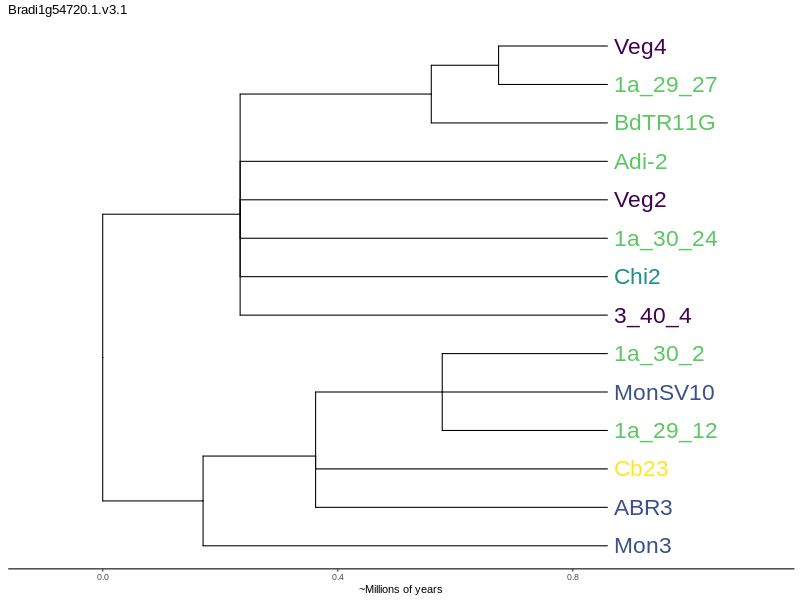 Bradi1g54720.1.v3.1
Veg4
1a_29_27
BdTR11G
Adi-2
Veg2
1a_30_24
Chi2
3_40_4
1a_30_2
MonSV10
1a_29_12
Cb23
ABR3
Mon3
0.0 0.4 0.8
~Millions of years